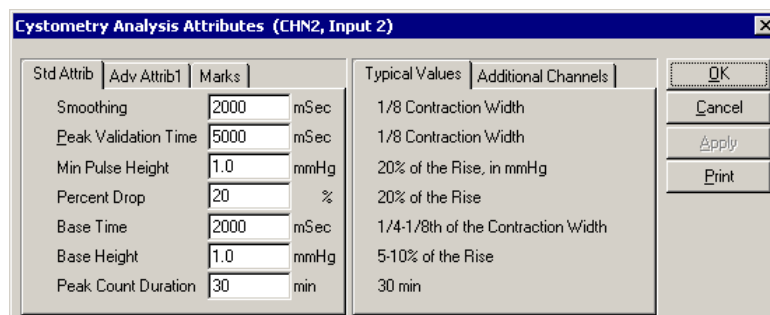 Cystometry Analysis Attributes (CHN2, Input 2)
Std Attrib Adv Attrib1 Marks Typical Values Additional Channels OK
Smoothing 2000 mSec 1/8 Contraction Width Cancel
Peak Validation Time 5000 mSec 1/8 Contraction Width Apply
Min Pulse Height 1.0 mmHg 20% of the Rise, in mmHg Print
Percent Drop 20 % 20% of the Rise
Base Time 2000 mSec 1/4-1/8th of the Contraction Width
Base Height 1.0 mmHg 5-10% of the Rise
Peak Count Duration 30 min 30 min